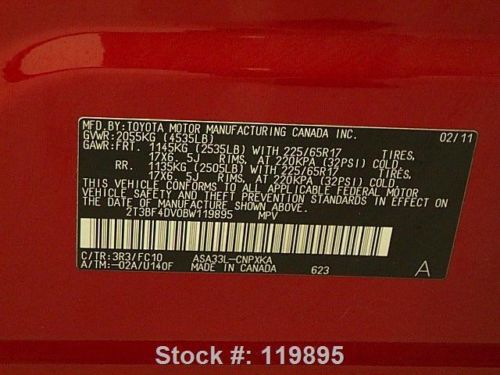 MFD.BY:TOYOTA MOTOR MANUFACTURING CANADA INC. 02/11
GVWR:2055KG (4535LB)
GAWR:FRT. 1145KG (2535LB) WITH 225/65R17 TIRES,
17X6.5J RIMS, AT 220KPA (32PSI) COLD.
RR. 1135KG (2505LB) WITH 225/65R17 TIRES,
17X6.5J RIMS, AT 220KPA (32PSI) COLD.
THIS VEHICLE CONFORMS TO ALL APPLICABLE FEDERAL MOTOR
VEHICLE SAFETY STANDARDS IN EFFECT ON
THE DATE OF MANUFACTURE SHOWN ABOVE.
2T3BF4DV0BW119895 MPV
C/TR:3R3/FC10 ASA33L-CNPXKA
A/TM:-02A/U140F MADE IN CANADA 623 A
Stock #: 119895